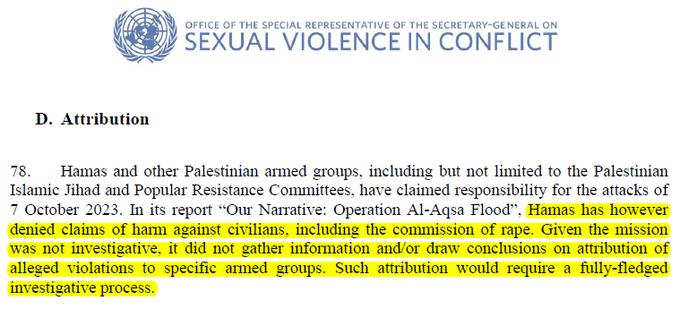 OFFICE OF THE SPECIAL REPRESENTATIVE OF THE SECRETARY-GENERAL ON
SEXUAL VIOLENCE IN CONFLICT
D. Attribution
78. Hamas and other Palestinian armed groups, including but not limited to the Palestinian
Islamic Jihad and Popular Resistance Committees, have claimed responsibility for the attacks of
7 October 2023. In its report “Our Narrative: Operation Al-Aqsa Flood”, Hamas has however
denied claims of harm against civilians, including the commission of rape. Given the mission
was not investigative, it did not gather information and/or draw conclusions on attribution of
alleged violations to specific armed groups. Such attribution would require a fully-fledged
investigative process.